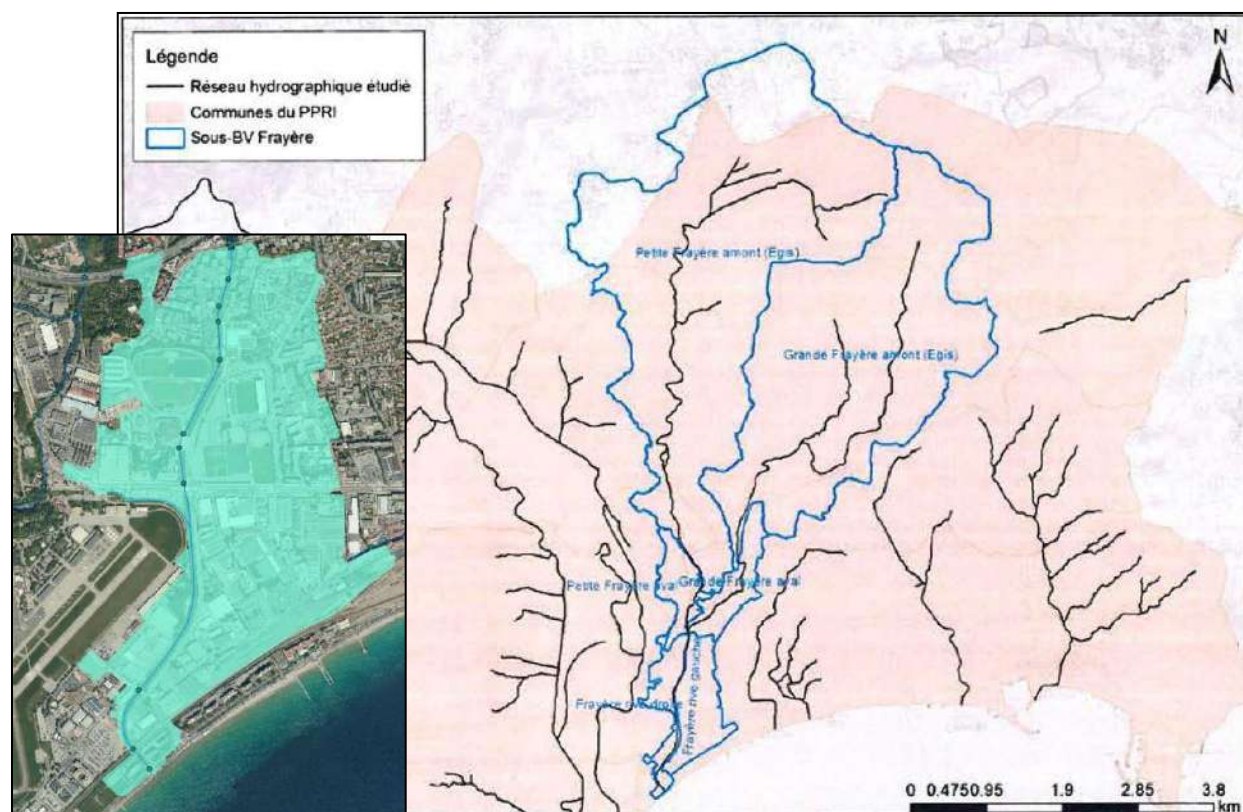 Légende
Réseau hydrographique étudié
Communes du PPRI
Sous-BV Frayère
N
Petite Frayère amont (Egis)
Grande Frayère amont (Egis)
Petite Frayère aval
Grande Frayère aval
Frayère rive droite
Frayère rive gauche
0 0.4750.95 1.9 2.85 3.8
km